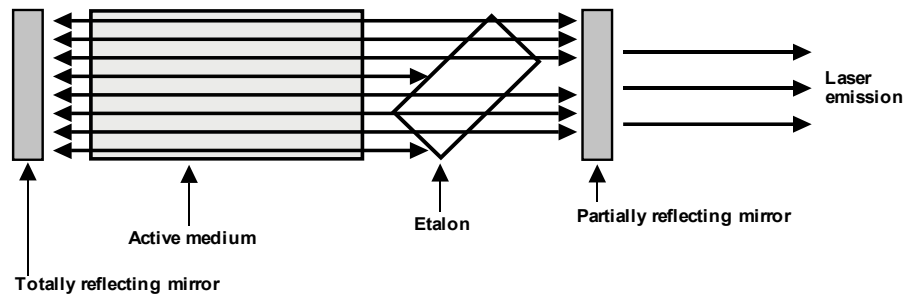 Laser
emission
Etalon
Partially reflecting mirror
Active medium
Totally reflecting mirror